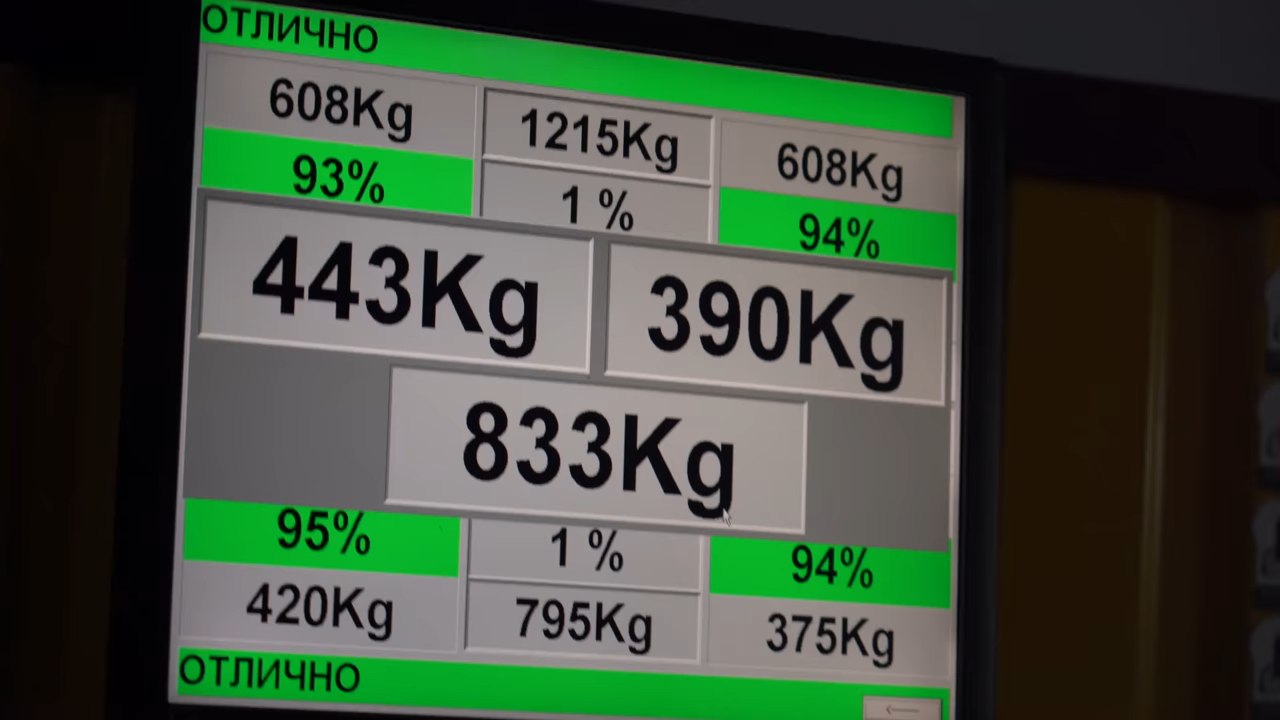 ОТЛИЧНО
608Kg 1215Kg 608Kg
93% 1 % 94%
443Kg 390Kg
833Kg
95% 1 % 94%
420Kg 795Kg 375Kg
ОТЛИЧНО